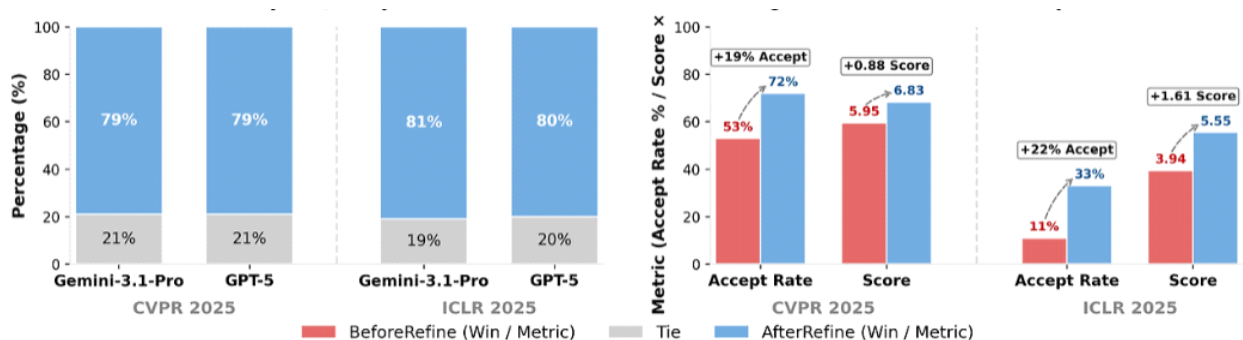 Percentage (%)
100
80
60
40
20
0
79%
79%
81%
80%
21%
21%
19%
20%
Gemini-3.1-Pro
GPT-5
Gemini-3.1-Pro
GPT-5
CVPR 2025
ICLR 2025
Metric (Accept Rate % / Score ×
100
80
60
40
20
0
+19% Accept
72%
53%
+0.88 Score
6.83
5.95
+22% Accept
33%
11%
+1.61 Score
5.55
3.94
Accept Rate
Score
Accept Rate
Score
CVPR 2025
ICLR 2025
BeforeRefine (Win / Metric)
Tie
AfterRefine (Win / Metric)